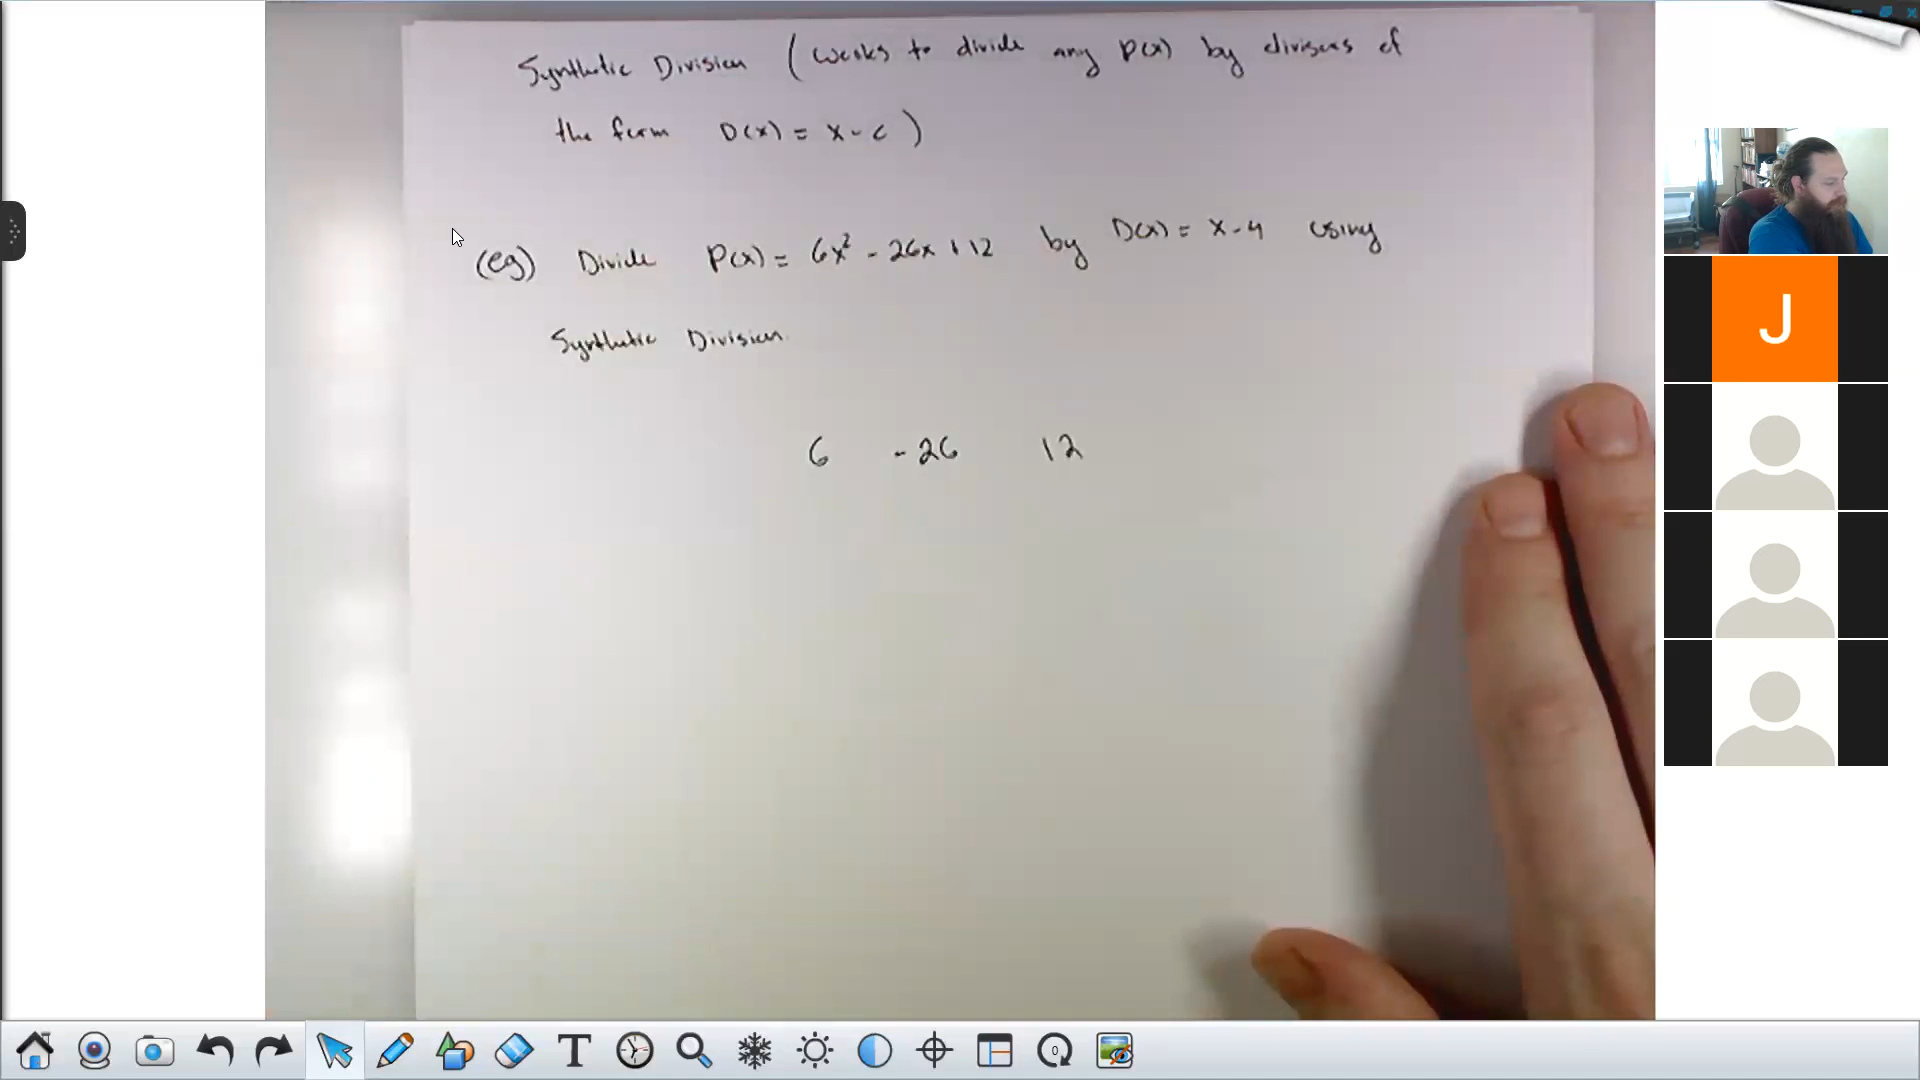 Synthetic Division (works to divide any P(x) by divisors of
the form D(x) = x - c )
(eg) Divide P(x) = 6x² - 26x + 12 by D(x) = x - 4 using
Synthetic Division.
6 - 26 12
J
T
0